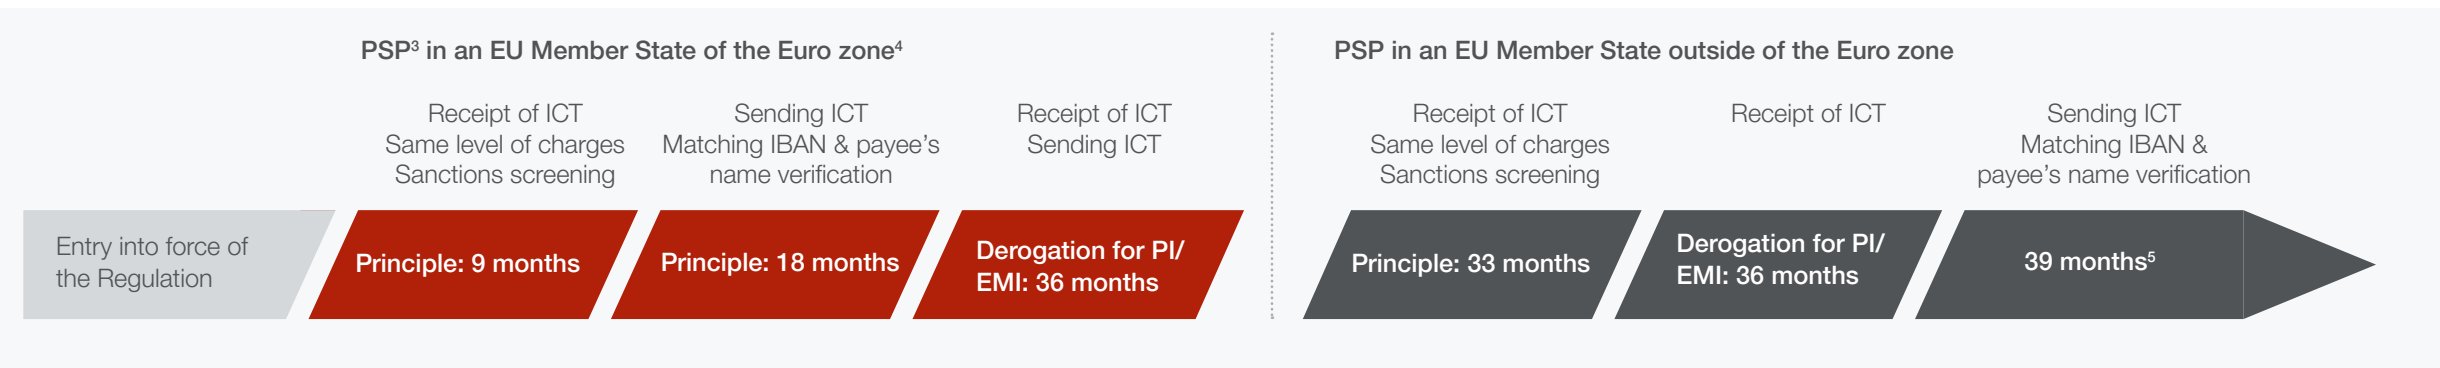 PSP³ in an EU Member State of the Euro zone⁴
Receipt of ICT
Same level of charges
Sanctions screening
Sending ICT
Matching IBAN & payee’s
name verification
Receipt of ICT
Sending ICT
Entry into force of
the Regulation
Principle: 9 months
Principle: 18 months
Derogation for PI/
EMI: 36 months
PSP in an EU Member State outside of the Euro zone
Receipt of ICT
Same level of charges
Sanctions screening
Receipt of ICT
Sending ICT
Matching IBAN &
payee’s name verification
Principle: 33 months
Derogation for PI/
EMI: 36 months
39 months⁵